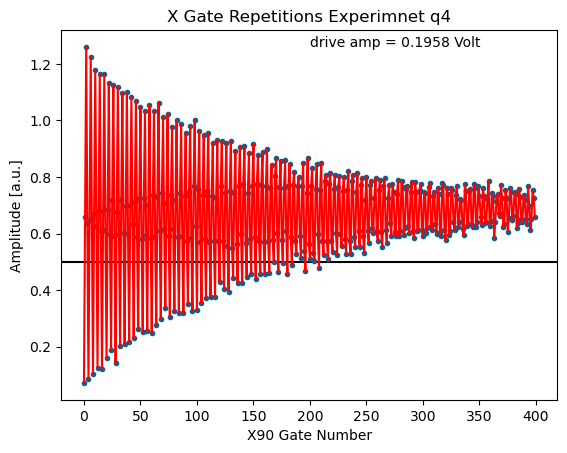 X Gate Repetitions Experimnet q4
drive amp = 0.1958 Volt
Amplitude [a.u.]
1.2
1.0
0.8
0.6
0.4
0.2
0 50 100 150 200 250 300 350 400
X90 Gate Number